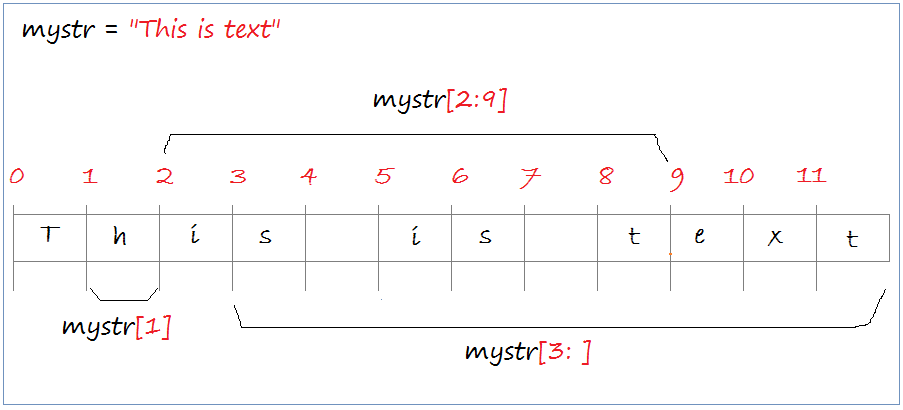 mystr = "This is text"
mystr[2:9]
0 1 2 3 4 5 6 7 8 9 10 11
T h i s i s t e x t
mystr[1]
mystr[3: ]